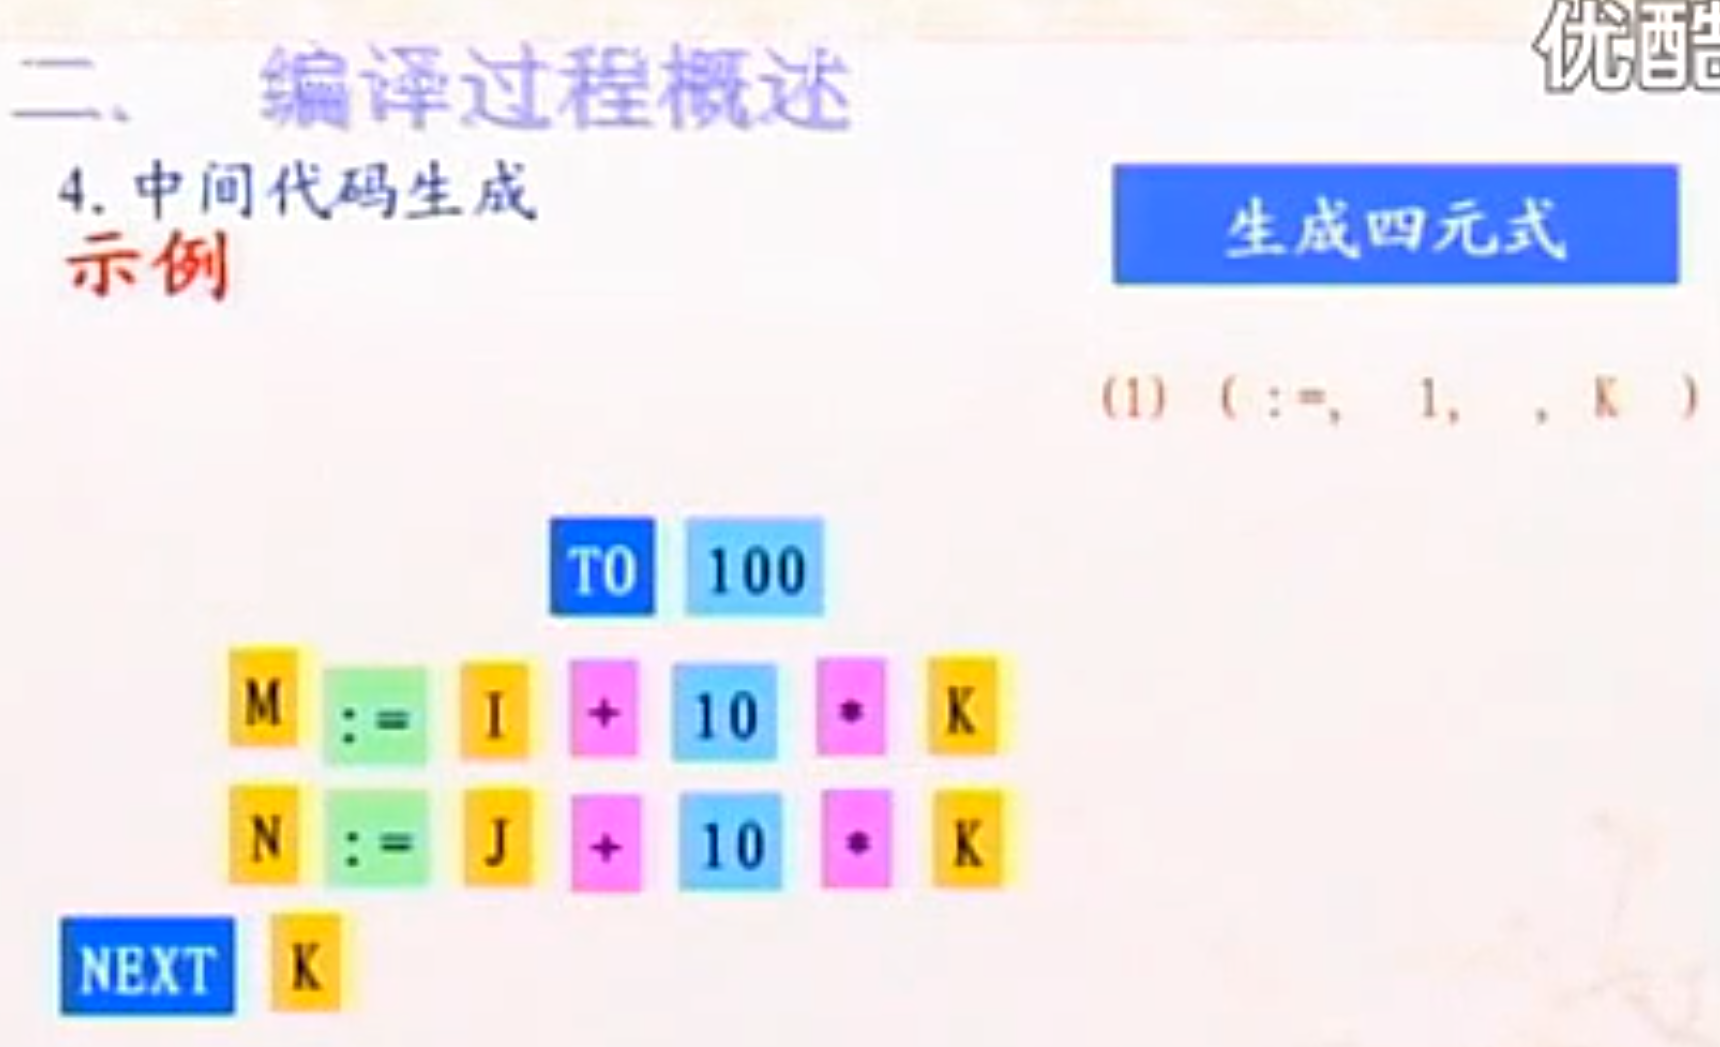 优酷
二、 编译过程概述
4. 中间代码生成
示例
生成四元式
(1) ( :=, 1, , K )
TO 100
M := I + 10 * K
N := J + 10 * K
NEXT K